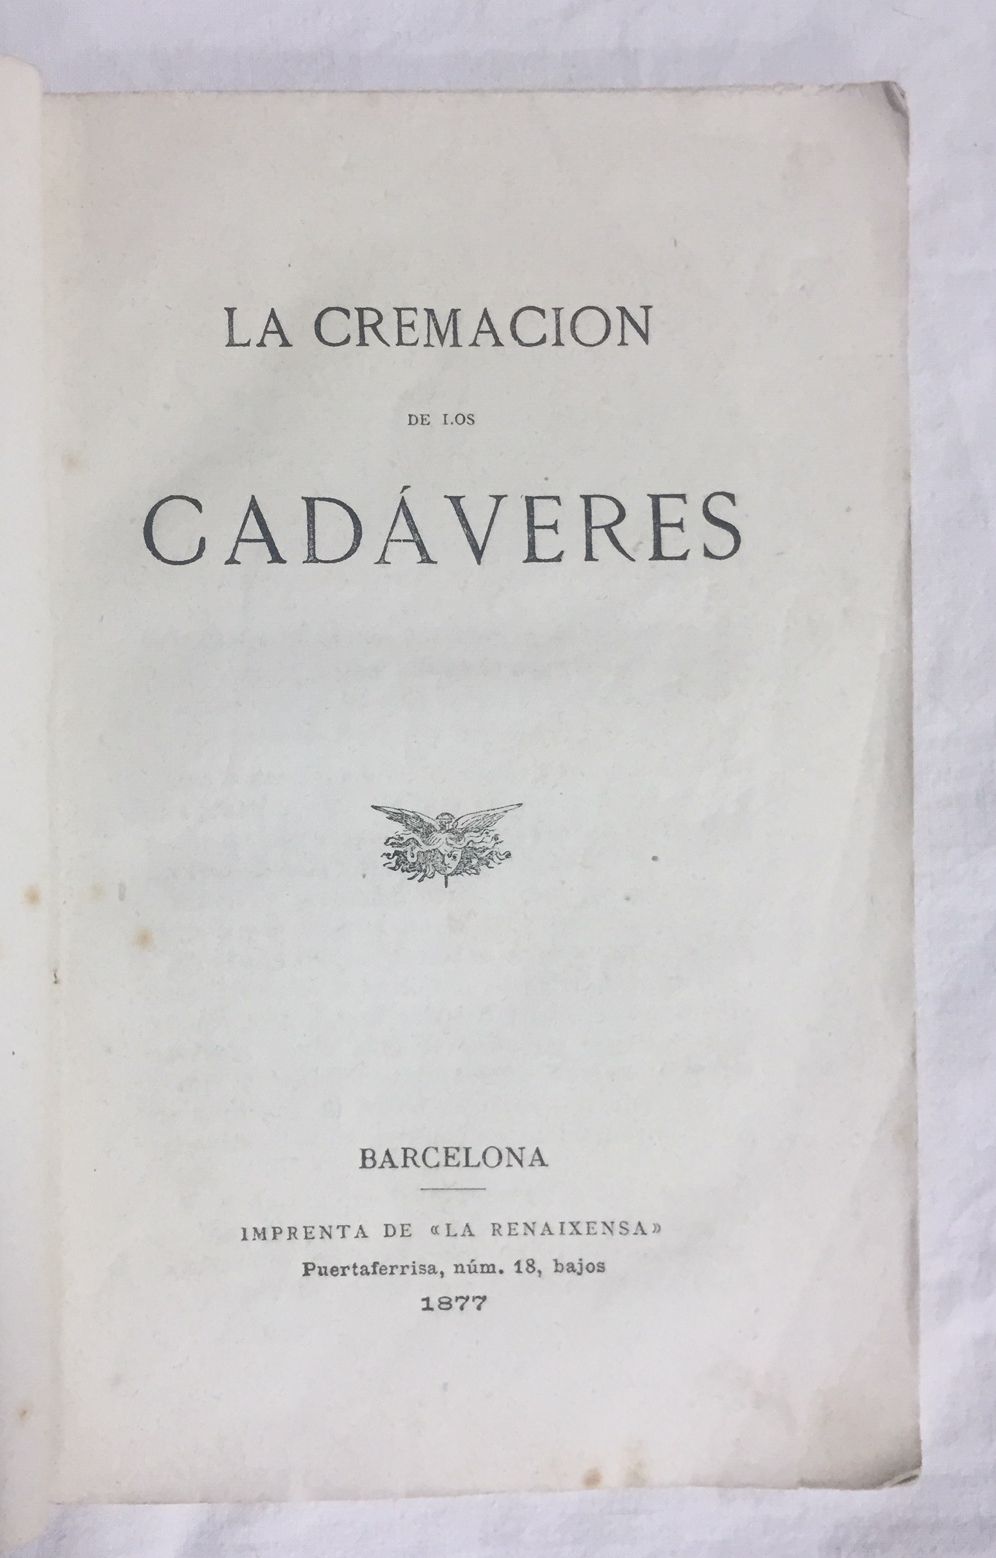 LA CREMACION
DE LOS
CADÁVERES
BARCELONA
IMPRENTA DE «LA RENAIXENSA»
Puertaferrisa, núm. 18, bajos
1877